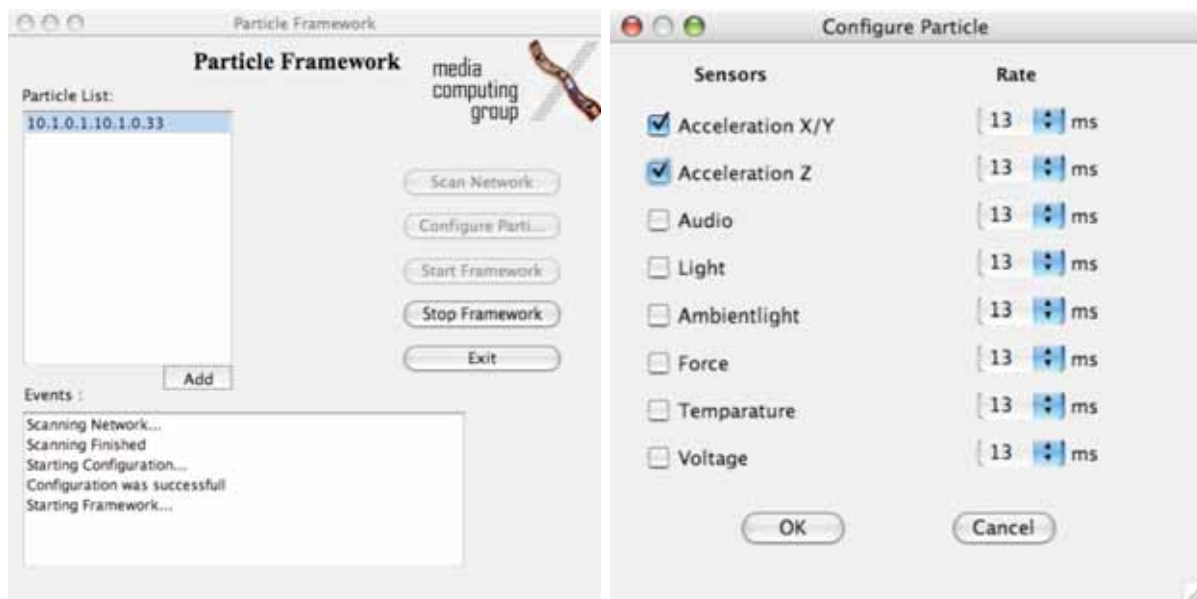 Particle Framework
Particle Framework
media
computing
group
Particle List:
10.1.0.1.10.1.0.33
Scan Network
Configure Parti...
Start Framework
Stop Framework
Exit
Add
Events :
Scanning Network...
Scanning Finished
Starting Configuration...
Configuration was successfull
Starting Framework...
Configure Particle
Sensors Rate
Acceleration X/Y 13 ms
Acceleration Z 13 ms
Audio 13 ms
Light 13 ms
Ambientlight 13 ms
Force 13 ms
Temparature 13 ms
Voltage 13 ms
OK Cancel